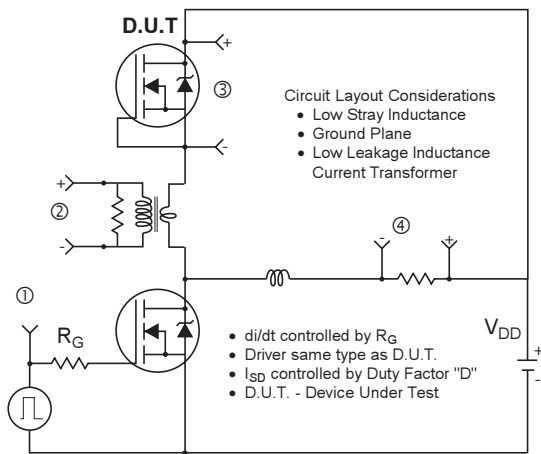 D.U.T
+
③
-
Circuit Layout Considerations
• Low Stray Inductance
• Ground Plane
• Low Leakage Inductance
Current Transformer
+
②
-
④
-
+
①
R_G
• di/dt controlled by R_G
• Driver same type as D.U.T.
• I_SD controlled by Duty Factor "D"
• D.U.T. - Device Under Test
V_DD
+
-